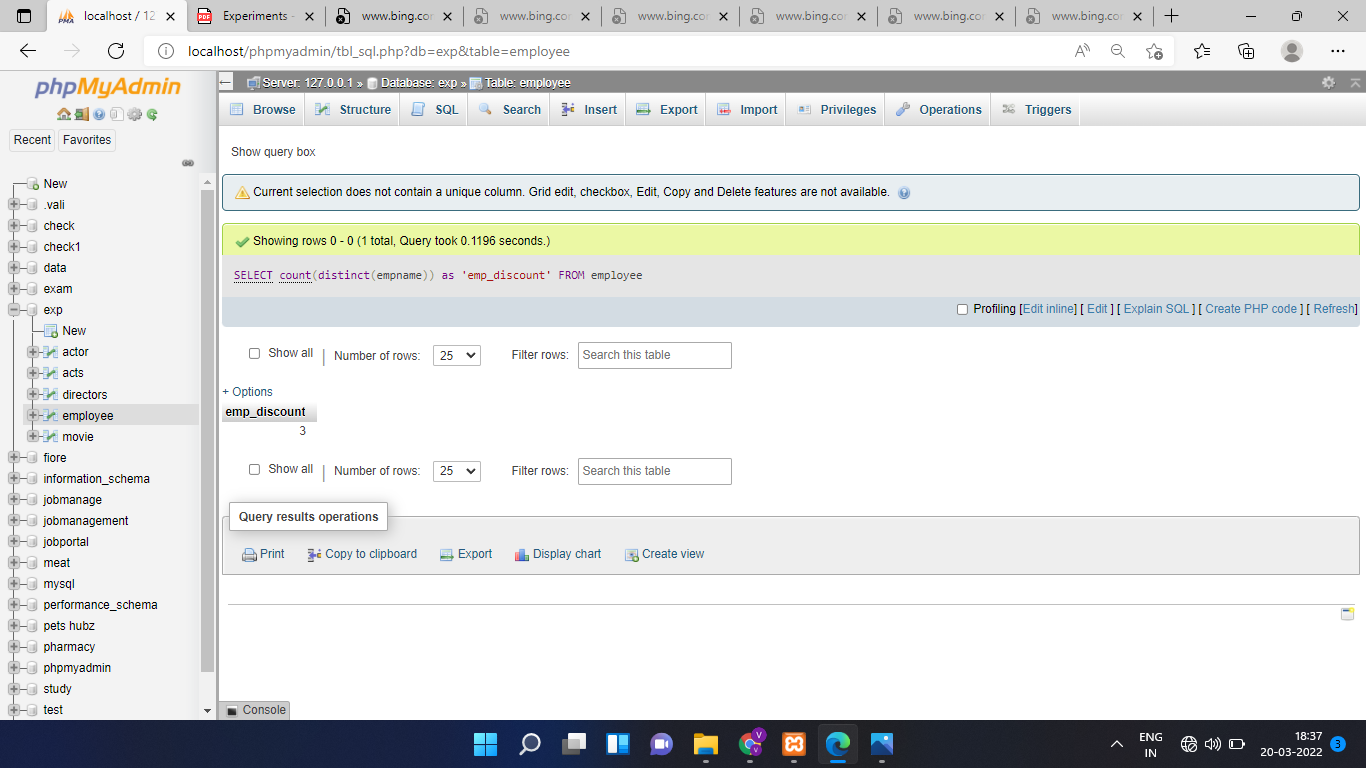 localhost / 12
Experiments -
www.bing.co
www.bing.co
www.bing.co
www.bing.co
www.bing.co
www.bing.co
localhost/phpmyadmin/tbl_sql.php?db=exp&table=employee
phpMyAdmin
Recent
Favorites
New
.vali
check
check1
data
exam
exp
New
actor
acts
directors
employee
movie
fiore
information_schema
jobmanage
jobmanagement
jobportal
meat
mysql
performance_schema
pets hubz
pharmacy
phpmyadmin
study
test
Server: 127.0.0.1 » Database: exp » Table: employee
Browse Structure SQL Search Insert Export Import Privileges Operations Triggers
Show query box
Current selection does not contain a unique column. Grid edit, checkbox, Edit, Copy and Delete features are not available.
Showing rows 0 - 0 (1 total, Query took 0.1196 seconds.)
SELECT count(distinct(empname)) as 'emp_discount' FROM employee
Profiling [Edit inline] [ Edit ] [ Explain SQL ] [ Create PHP code ] [ Refresh]
Show all | Number of rows: 25 Filter rows: Search this table
+ Options
emp_discount
3
Show all | Number of rows: 25 Filter rows: Search this table
Query results operations
Print Copy to clipboard Export Display chart Create view
Console
ENG
IN
18:37
20-03-2022
3